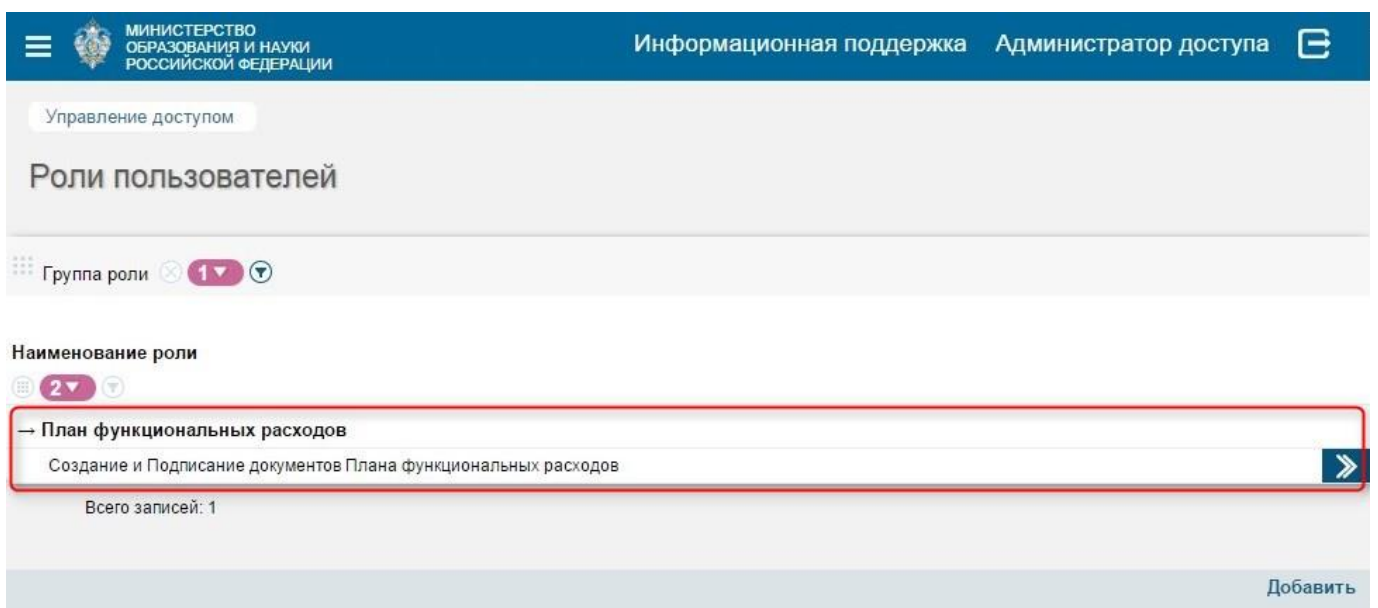 МИНИСТЕРСТВО
ОБРАЗОВАНИЯ И НАУКИ
РОССИЙСКОЙ ФЕДЕРАЦИИ
Информационная поддержка Администратор доступа
Управление доступом
Роли пользователей
Группа роли 1
Наименование роли
2
→ План функциональных расходов
Создание и Подписание документов Плана функциональных расходов
Всего записей: 1
Добавить